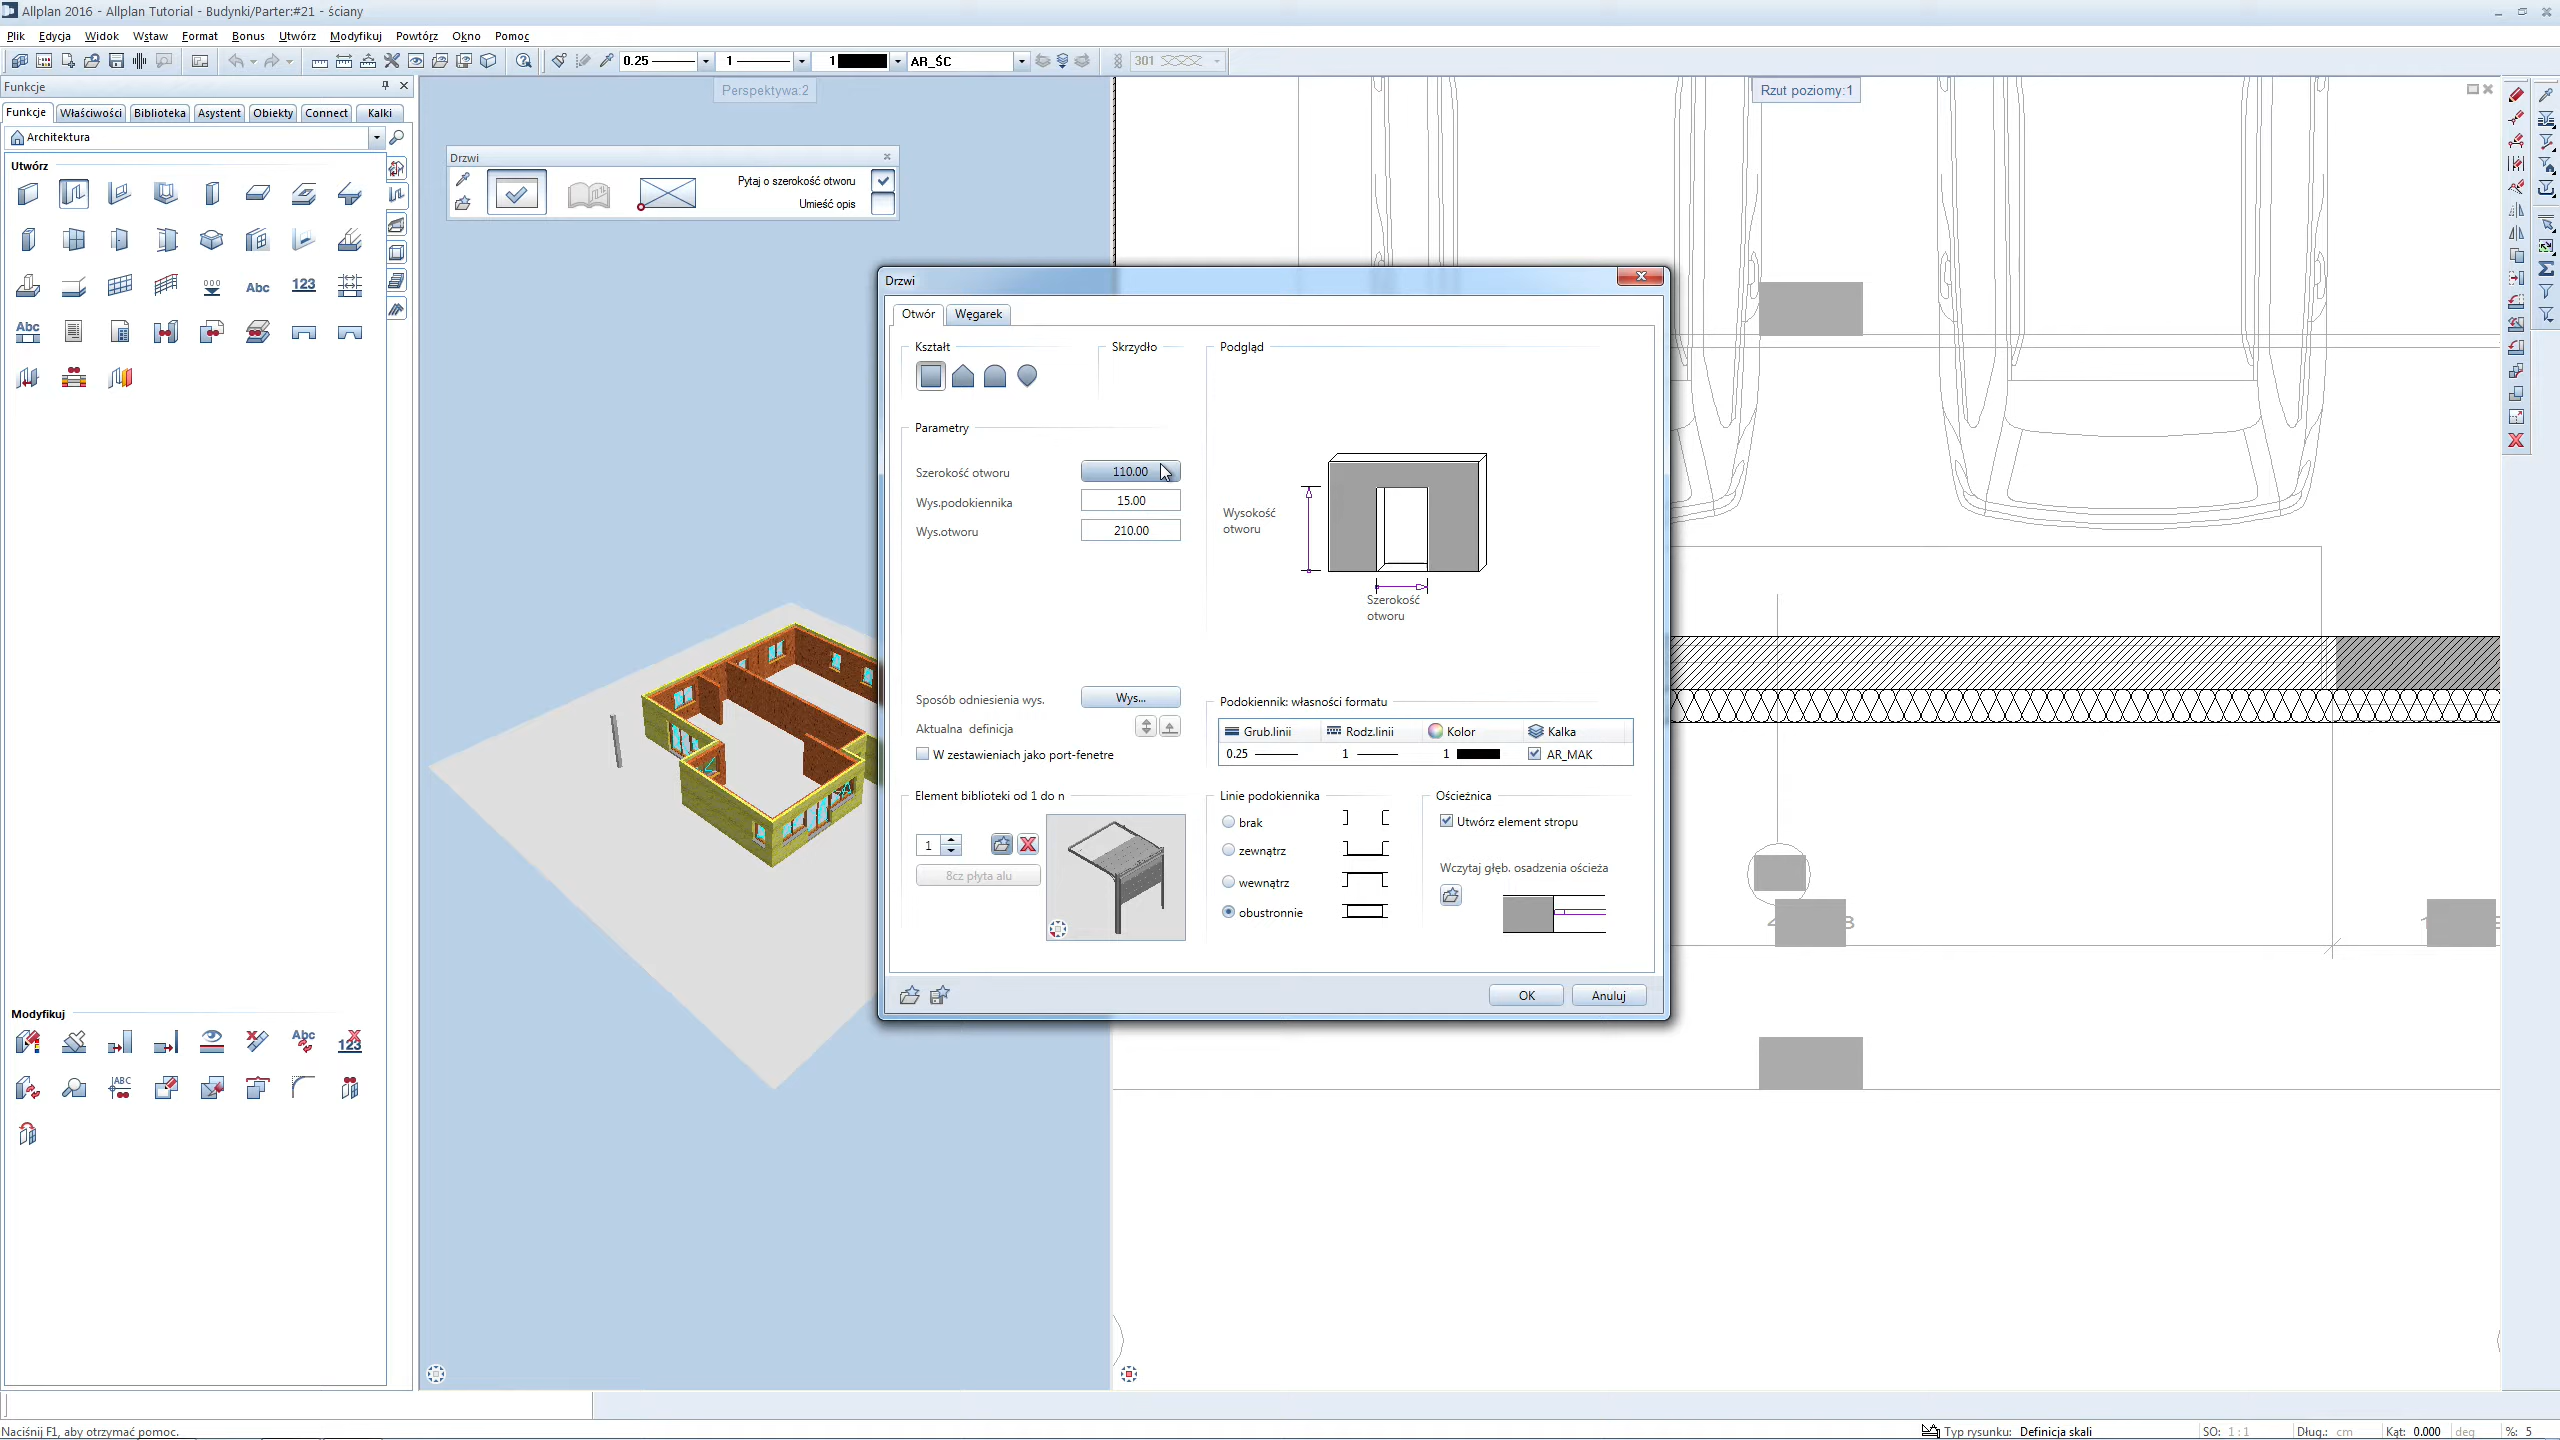 Allplan 2016 - Allplan Tutorial - Budynki/Parter:#21 - ściany
Plik Edycja Widok Wstaw Format Bonus Utwórz Modyfikuj Powtórz Okno Pomoc
0.25 1 1 AR_ŚC 301
Funkcje
Funkcje Właściwości Biblioteka Asystent Obiekty Connect Kalki
Architektura
Utwórz
000 Abc 123
Abc
Modyfikuj
Abc 123
ABC
Perspektywa:2
Rzut poziomy:1
Drzwi
Pytaj o szerokość otworu
Umieść opis
Drzwi
Otwór Węgarek
Kształt Skrzydło Podgląd
Parametry
Szerokość otworu 110.00
Wys.podokiennika 15.00
Wys.otworu 210.00
Wysokość
otworu
Szerokość
otworu
Sposób odniesienia wys. Wys...
Aktualna definicja
W zestawieniach jako port-fenetre
Podokiennik: własności formatu
Grub.linii Rodz.linii Kolor Kalka
0.25 1 1 AR_MAK
Element biblioteki od 1 do n
1
8cz płyta alu
Linie podokiennika
brak
zewnątrz
wewnątrz
obustronnie
Ościeżnica
Utwórz element stropu
Wczytaj głęb. osadzenia ościeża
OK Anuluj
Naciśnij F1, aby otrzymać pomoc.
Typ rysunku: Definicja skali SO: 1:1 Dług.: cm Kąt: 0.000 deg %: 5